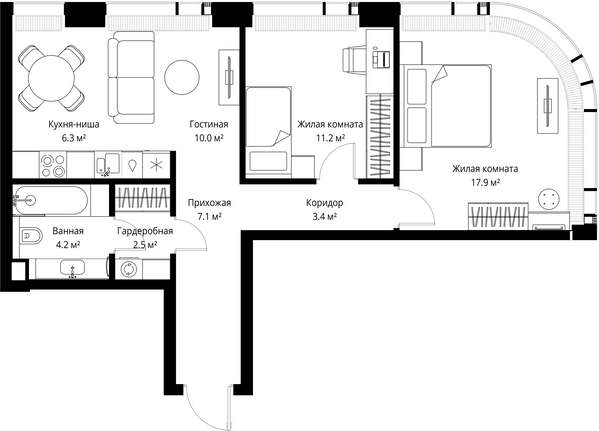 Кухня-ниша
6.3 м²
Гостиная
10.0 м²
Жилая комната
11.2 м²
Жилая комната
17.9 м²
Прихожая
7.1 м²
Коридор
3.4 м²
Ванная
4.2 м²
Гардеробная
2.5 м²